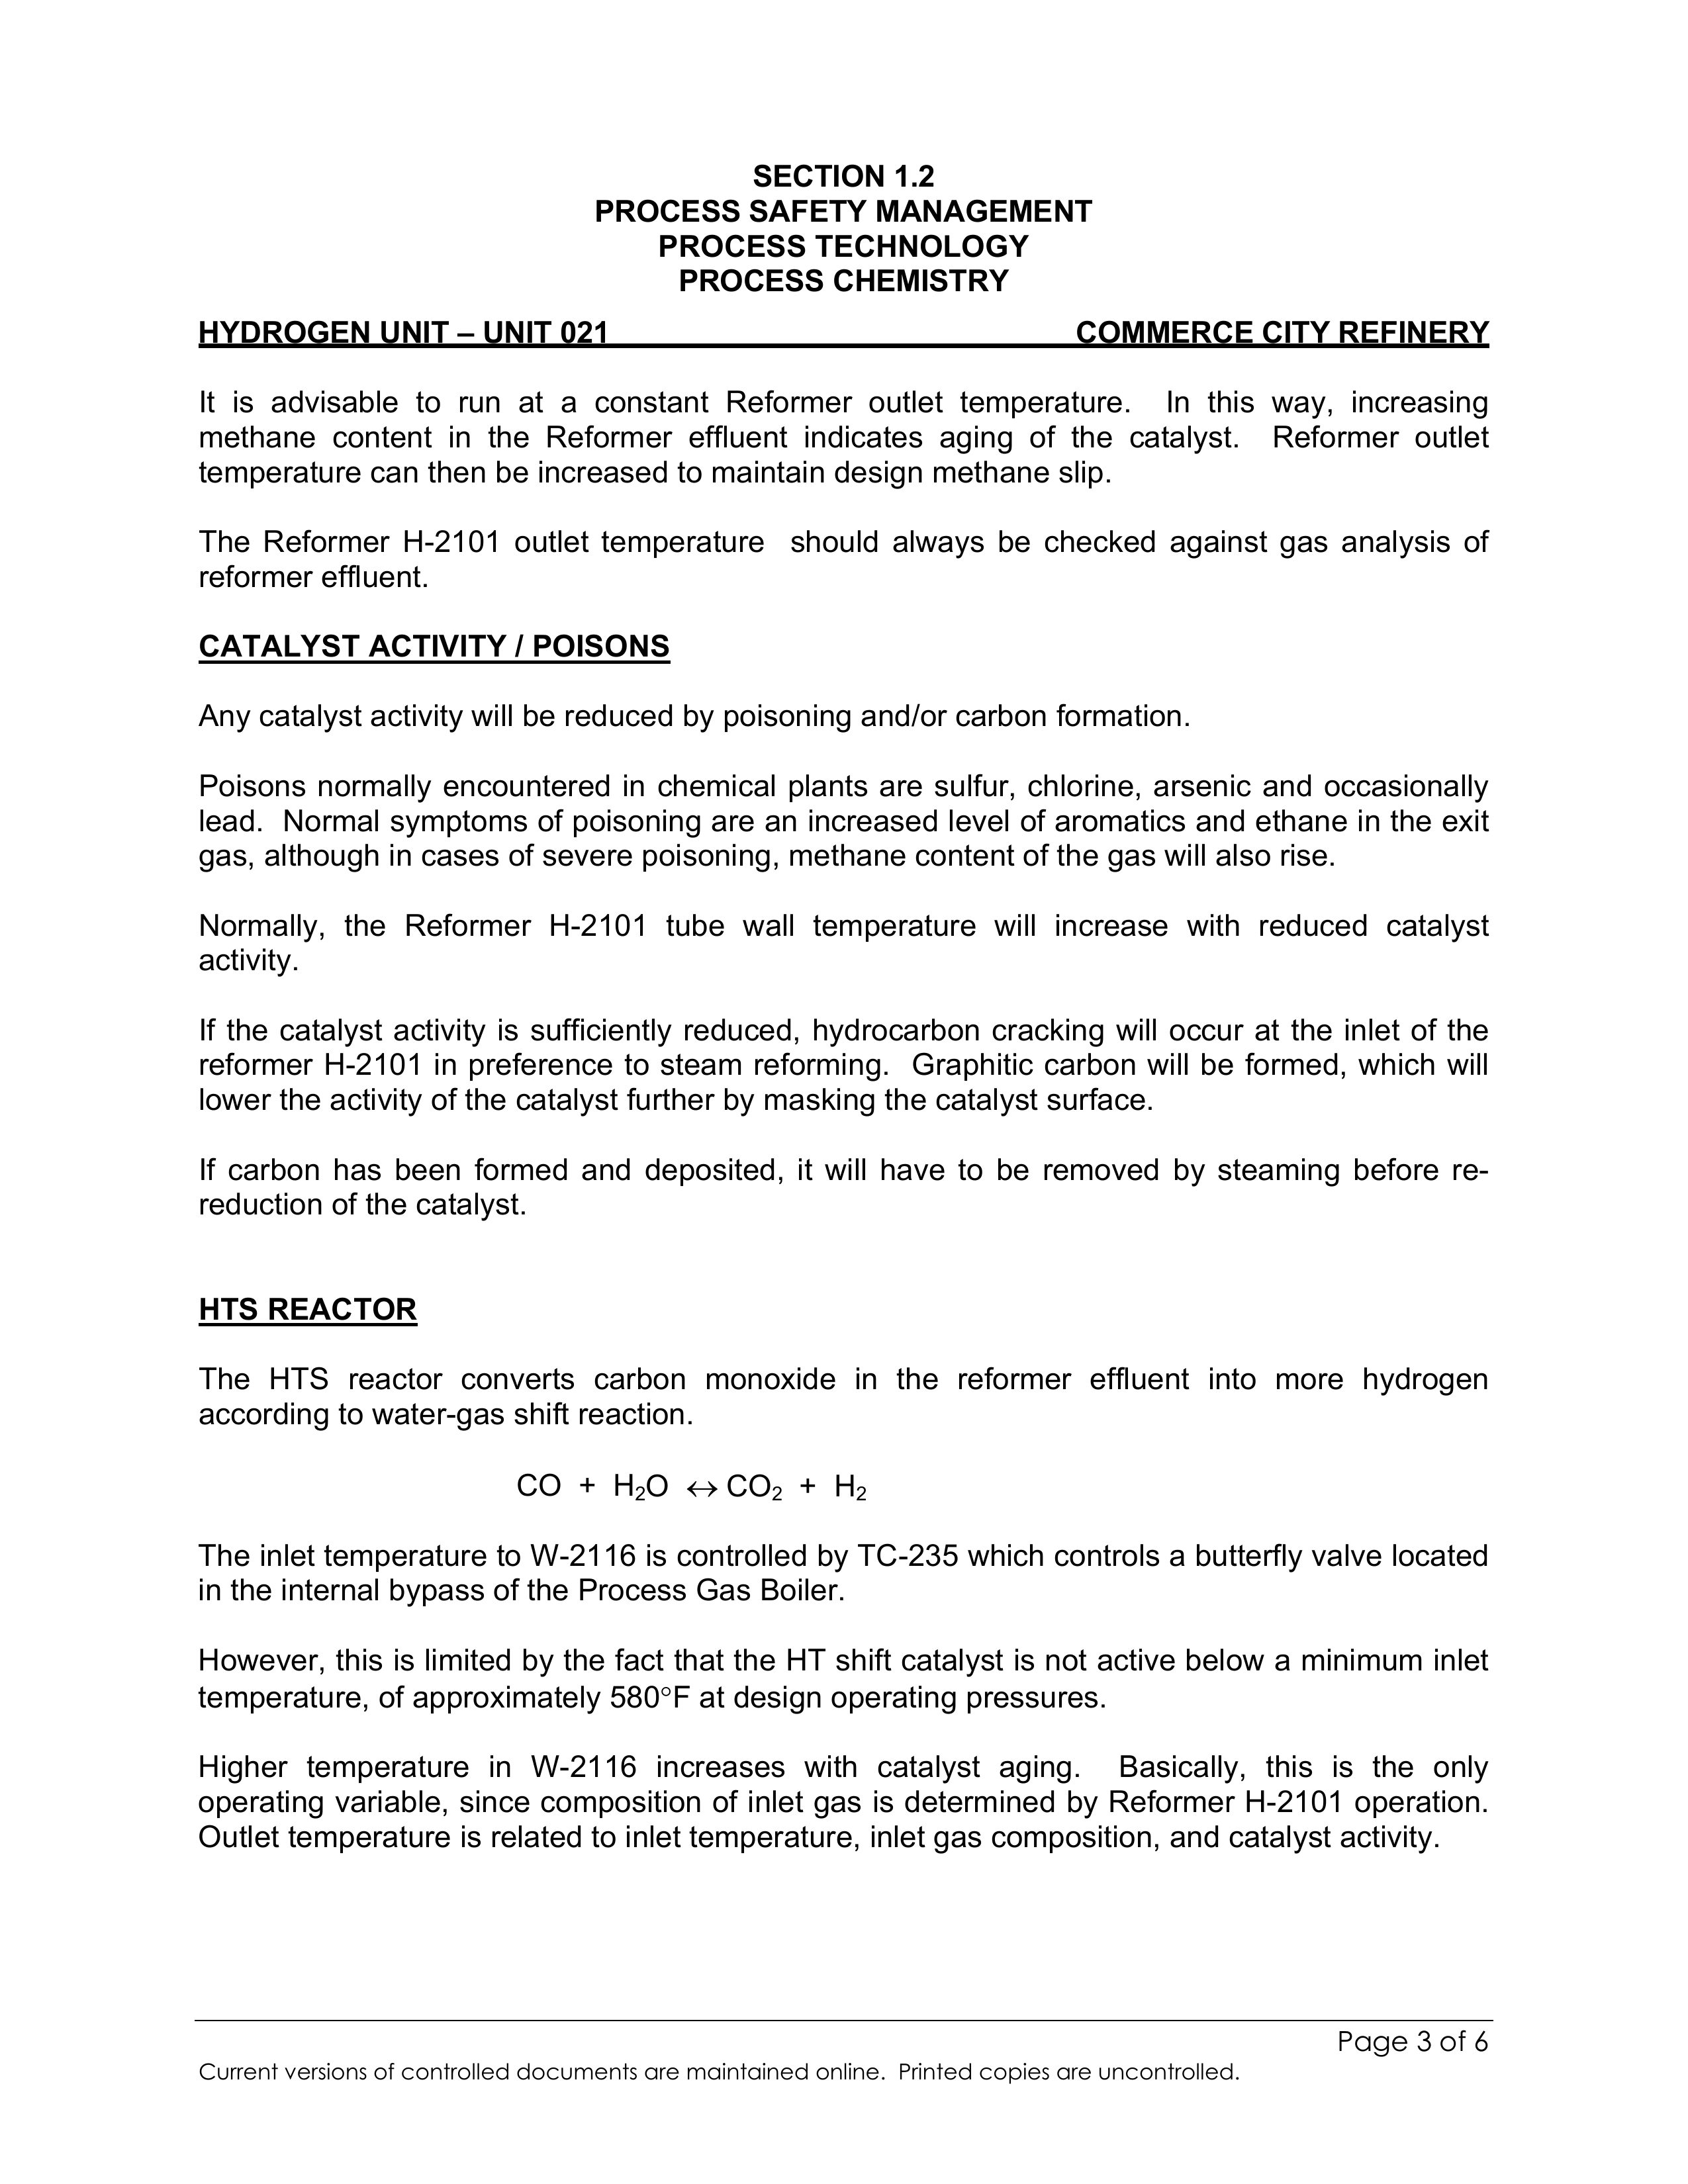 SECTION 1.2
PROCESS SAFETY MANAGEMENT
PROCESS TECHNOLOGY
PROCESS CHEMISTRY
HYDROGEN UNIT – UNIT 021 COMMERCE CITY REFINERY
It is advisable to run at a constant Reformer outlet temperature. In this way, increasing
methane content in the Reformer effluent indicates aging of the catalyst. Reformer outlet
temperature can then be increased to maintain design methane slip.
The Reformer H-2101 outlet temperature should always be checked against gas analysis of
reformer effluent.
CATALYST ACTIVITY / POISONS
Any catalyst activity will be reduced by poisoning and/or carbon formation.
Poisons normally encountered in chemical plants are sulfur, chlorine, arsenic and occasionally
lead. Normal symptoms of poisoning are an increased level of aromatics and ethane in the exit
gas, although in cases of severe poisoning, methane content of the gas will also rise.
Normally, the Reformer H-2101 tube wall temperature will increase with reduced catalyst
activity.
If the catalyst activity is sufficiently reduced, hydrocarbon cracking will occur at the inlet of the
reformer H-2101 in preference to steam reforming. Graphitic carbon will be formed, which will
lower the activity of the catalyst further by masking the catalyst surface.
If carbon has been formed and deposited, it will have to be removed by steaming before re-
reduction of the catalyst.
HTS REACTOR
The HTS reactor converts carbon monoxide in the reformer effluent into more hydrogen
according to water-gas shift reaction.
CO + H₂O ↔ CO₂ + H₂
The inlet temperature to W-2116 is controlled by TC-235 which controls a butterfly valve located
in the internal bypass of the Process Gas Boiler.
However, this is limited by the fact that the HT shift catalyst is not active below a minimum inlet
temperature, of approximately 580°F at design operating pressures.
Higher temperature in W-2116 increases with catalyst aging. Basically, this is the only
operating variable, since composition of inlet gas is determined by Reformer H-2101 operation.
Outlet temperature is related to inlet temperature, inlet gas composition, and catalyst activity.
Page 3 of 6
Current versions of controlled documents are maintained online. Printed copies are uncontrolled.